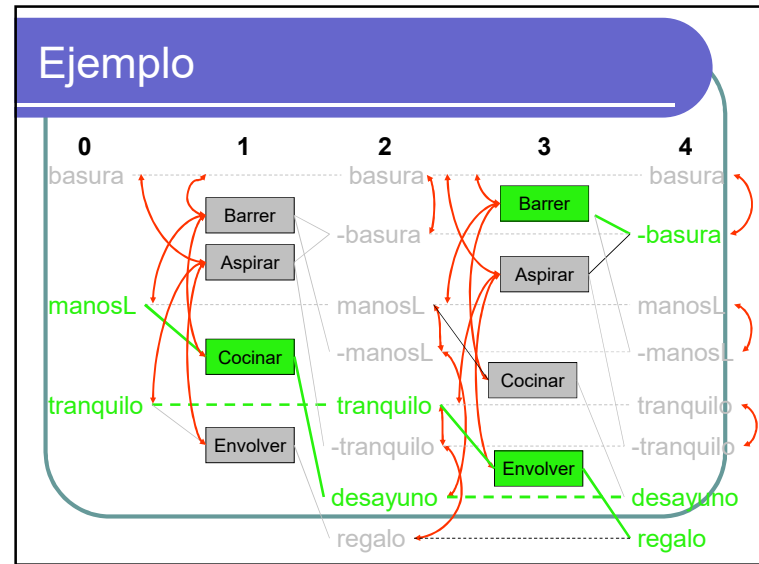 Ejemplo
0 1 2 3 4
basura basura basura
Barrer Barrer
-basura -basura
Aspirar Aspirar
manosL manosL manosL
-manosL -manosL
Cocinar Cocinar
tranquilo tranquilo tranquilo
Envolver -tranquilo -tranquilo
Envolver
desayuno desayuno
regalo regalo